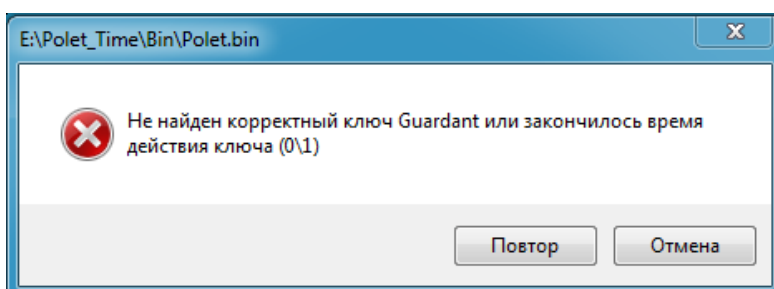 E:\Polet_Time\Bin\Polet.bin
Не найден корректный ключ Guardant или закончилось время
действия ключа (0\1)
Повтор Отмена